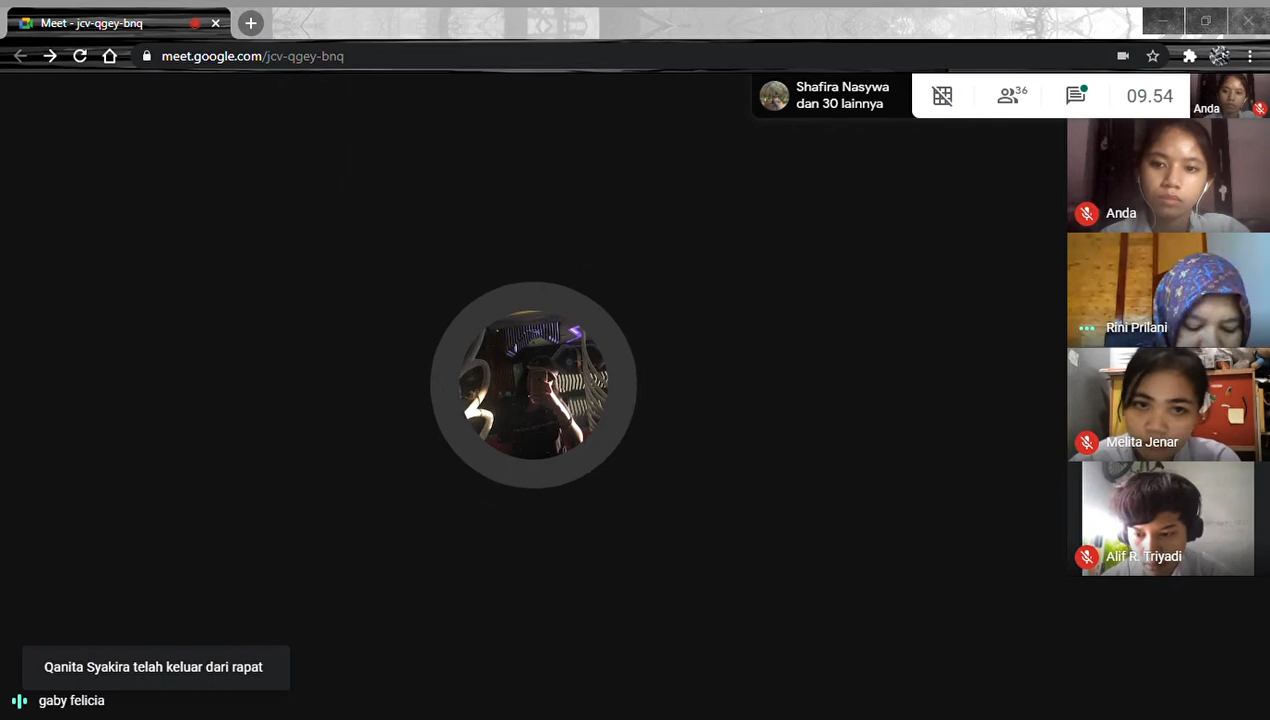 Meet - jcv-qgey-bnq
meet.google.com/jcv-qgey-bnq
Shafira Nasywa
dan 30 lainnya
36
09.54
Anda
Anda
Rini Prilani
Melita Jenar
Alif R. Triyadi
Qanita Syakira telah keluar dari rapat
gaby felicia